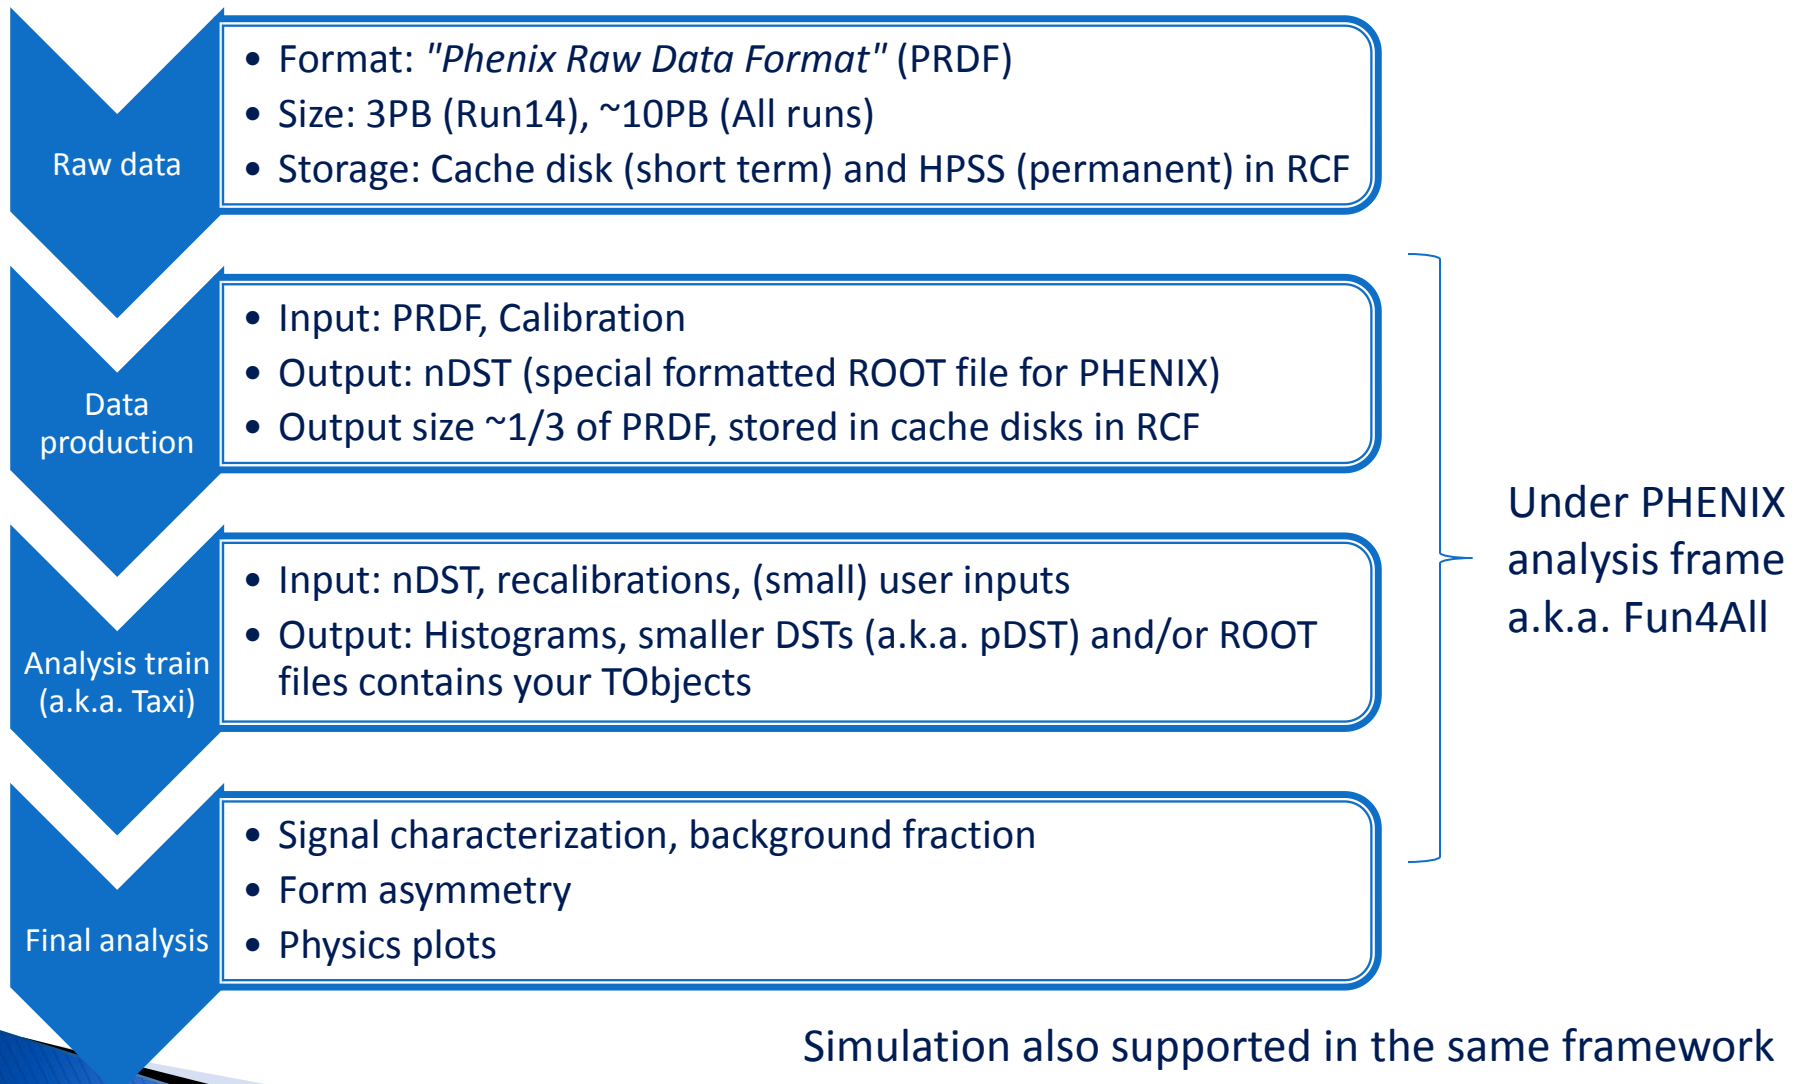 Raw data
• Format: "Phenix Raw Data Format" (PRDF)
• Size: 3PB (Run14), ~10PB (All runs)
• Storage: Cache disk (short term) and HPSS (permanent) in RCF
Data
production
• Input: PRDF, Calibration
• Output: nDST (special formatted ROOT file for PHENIX)
• Output size ~1/3 of PRDF, stored in cache disks in RCF
Analysis train
(a.k.a. Taxi)
• Input: nDST, recalibrations, (small) user inputs
• Output: Histograms, smaller DSTs (a.k.a. pDST) and/or ROOT
files contains your TObjects
Final analysis
• Signal characterization, background fraction
• Form asymmetry
• Physics plots
Under PHENIX
analysis frame
a.k.a. Fun4All
Simulation also supported in the same framework